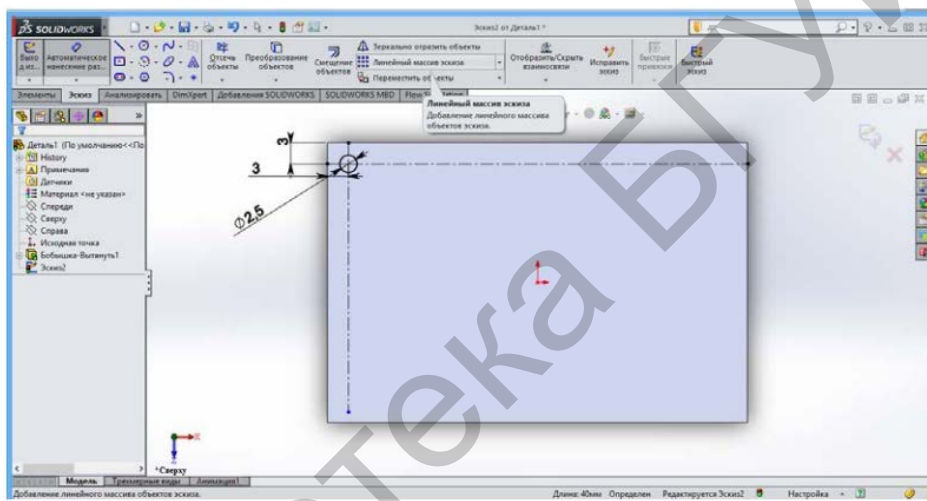 SOLIDWORKS
Эскиз2 от Деталь1 *
Автоматическое нанесение раз...
Отсечь объекты
Преобразование объектов
Смещение объектов
Зеркально отразить объекты
Линейный массив эскиза
Переместить объекты
Отобразить/Скрыть взаимосвязи
Исправить эскиз
Быстрые привязки
Быстрый эскиз
Элементы
Эскиз
Анализировать
DimXpert
Добавления SOLIDWORKS
SOLIDWORKS MBD
Линейный массив эскиза
Добавление линейного массива
объектов эскиза.
Деталь1 (По умолчанию<<По
History
Примечания
Датчики
Материал <не указан>
Спереди
Сверху
Справа
Исходная точка
Бобышка-Вытянуть1
Эскиз2
3
3
Ø2,5
*Сверху
Модель
Трехмерные виды
Анимация1
Добавление линейного массива объектов эскиза.
Длина: 40мм
Определен
Редактируется Эскиз2
Настройка